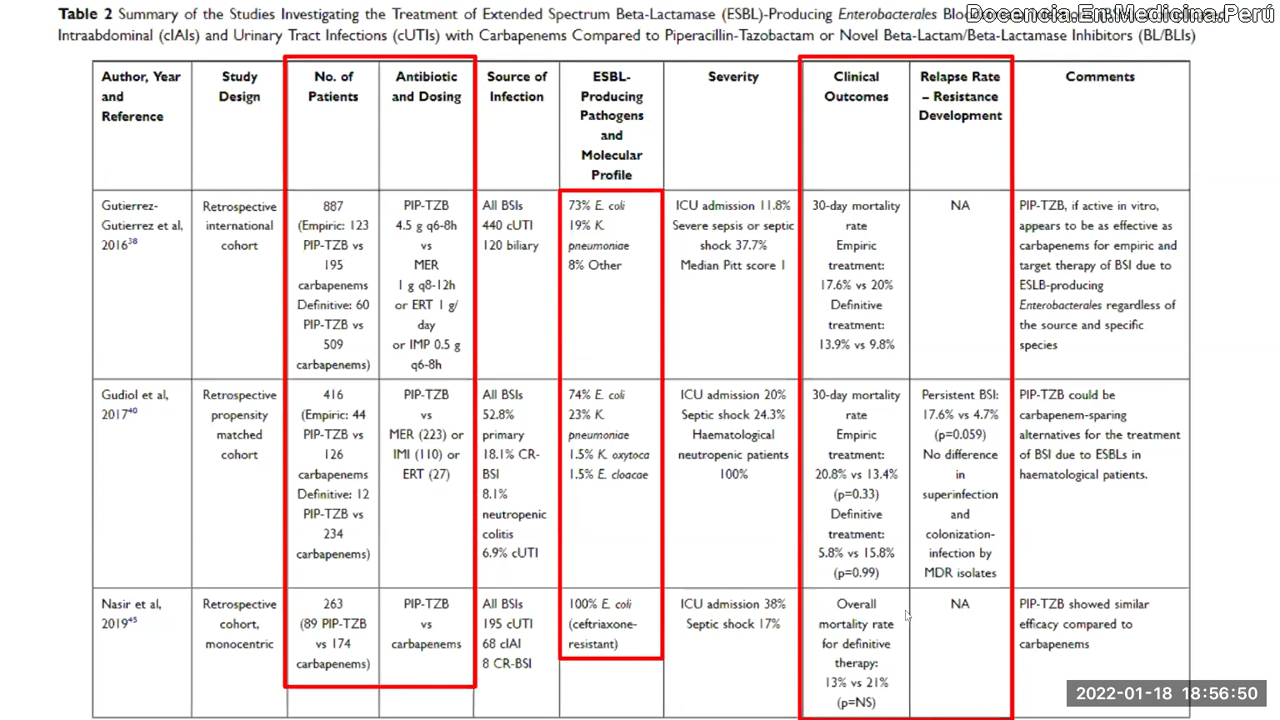 Table 2 Summary of the Studies Investigating the Treatment of Extended Spectrum Beta-Lactamase (ESBL)-Producing Enterobacterales
Docencia.En.Medicina.Perú
Intraabdominal (cIAIs) and Urinary Tract Infections (cUTIs) with Carbapenems Compared to Piperacillin-Tazobactam or Novel Beta-Lactam/Beta-Lactamase Inhibitors (BL/BLIs)
Author, Year
and
Reference
Study
Design
No. of
Patients
Antibiotic
and Dosing
Source of
Infection
ESBL-
Producing
Pathogens
and
Molecular
Profile
Severity
Clinical
Outcomes
Relapse Rate
– Resistance
Development
Comments
Gutierrez-
Gutierrez et al,
2016³⁸
Retrospective
international
cohort
887
(Empiric: 123
PIP-TZB vs
195
carbapenems
Definitive: 60
PIP-TZB vs
509
carbapenems)
PIP-TZB
4.5 g q6-8h
vs
MER
1 g q8-12h
or ERT 1 g/
day
or IMP 0.5 g
q6-8h
All BSIs
440 cUTI
120 biliary
73% E. coli
19% K.
pneumoniae
8% Other
ICU admission 11.8%
Severe sepsis or septic
shock 37.7%
Median Pitt score 1
30-day mortality
rate
Empiric
treatment:
17.6% vs 20%
Definitive
treatment:
13.9% vs 9.8%
NA
PIP-TZB, if active in vitro,
appears to be as effective as
carbapenems for empiric and
target therapy of BSI due to
ESLB-producing
Enterobacterales regardless of
the source and specific
species
Gudiol et al,
2017⁴⁰
Retrospective
propensity
matched
cohort
416
(Empiric: 44
PIP-TZB vs
126
carbapenems
Definitive: 12
PIP-TZB vs
234
carbapenems)
PIP-TZB
vs
MER (223) or
IMI (110) or
ERT (27)
All BSIs
52.8%
primary
18.1% CR-
BSI
8.1%
neutropenic
colitis
6.9% cUTI
74% E. coli
23% K.
pneumoniae
1.5% K. oxytoca
1.5% E. cloacae
ICU admission 20%
Septic shock 24.3%
Haematological
neutropenic patients
100%
30-day mortality
rate
Empiric
treatment:
20.8% vs 13.4%
(p=0.33)
Definitive
treatment:
5.8% vs 15.8%
(p=0.99)
Persistent BSI:
17.6% vs 4.7%
(p=0.059)
No difference
in
superinfection
and
colonization-
infection by
MDR isolates
PIP-TZB could be
carbapenem-sparing
alternatives for the treatment
of BSI due to ESBLs in
haematological patients.
Nasir et al,
2019⁴⁵
Retrospective
cohort,
monocentric
263
(89 PIP-TZB
vs 174
carbapenems)
PIP-TZB
vs
carbapenems
All BSIs
195 cUTI
68 cIAI
8 CR-BSI
100% E. coli
(ceftriaxone-
resistant)
ICU admission 38%
Septic shock 17%
Overall
mortality rate
for definitive
therapy:
13% vs 21%
(p=NS)
NA
PIP-TZB showed similar
efficacy compared to
carbapenems
2022-01-18 18:56:50